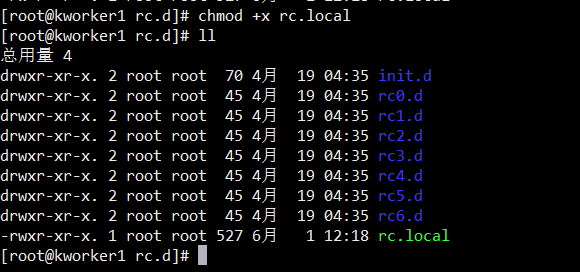 [root@kworker1 rc.d]# chmod +x rc.local
[root@kworker1 rc.d]# ll
总用量 4
drwxr-xr-x. 2 root root  70 4月  19 04:35 init.d
drwxr-xr-x. 2 root root  45 4月  19 04:35 rc0.d
drwxr-xr-x. 2 root root  45 4月  19 04:35 rc1.d
drwxr-xr-x. 2 root root  45 4月  19 04:35 rc2.d
drwxr-xr-x. 2 root root  45 4月  19 04:35 rc3.d
drwxr-xr-x. 2 root root  45 4月  19 04:35 rc4.d
drwxr-xr-x. 2 root root  45 4月  19 04:35 rc5.d
drwxr-xr-x. 2 root root  45 4月  19 04:35 rc6.d
-rwxr-xr-x. 1 root root 527 6月   1 12:18 rc.local
[root@kworker1 rc.d]#